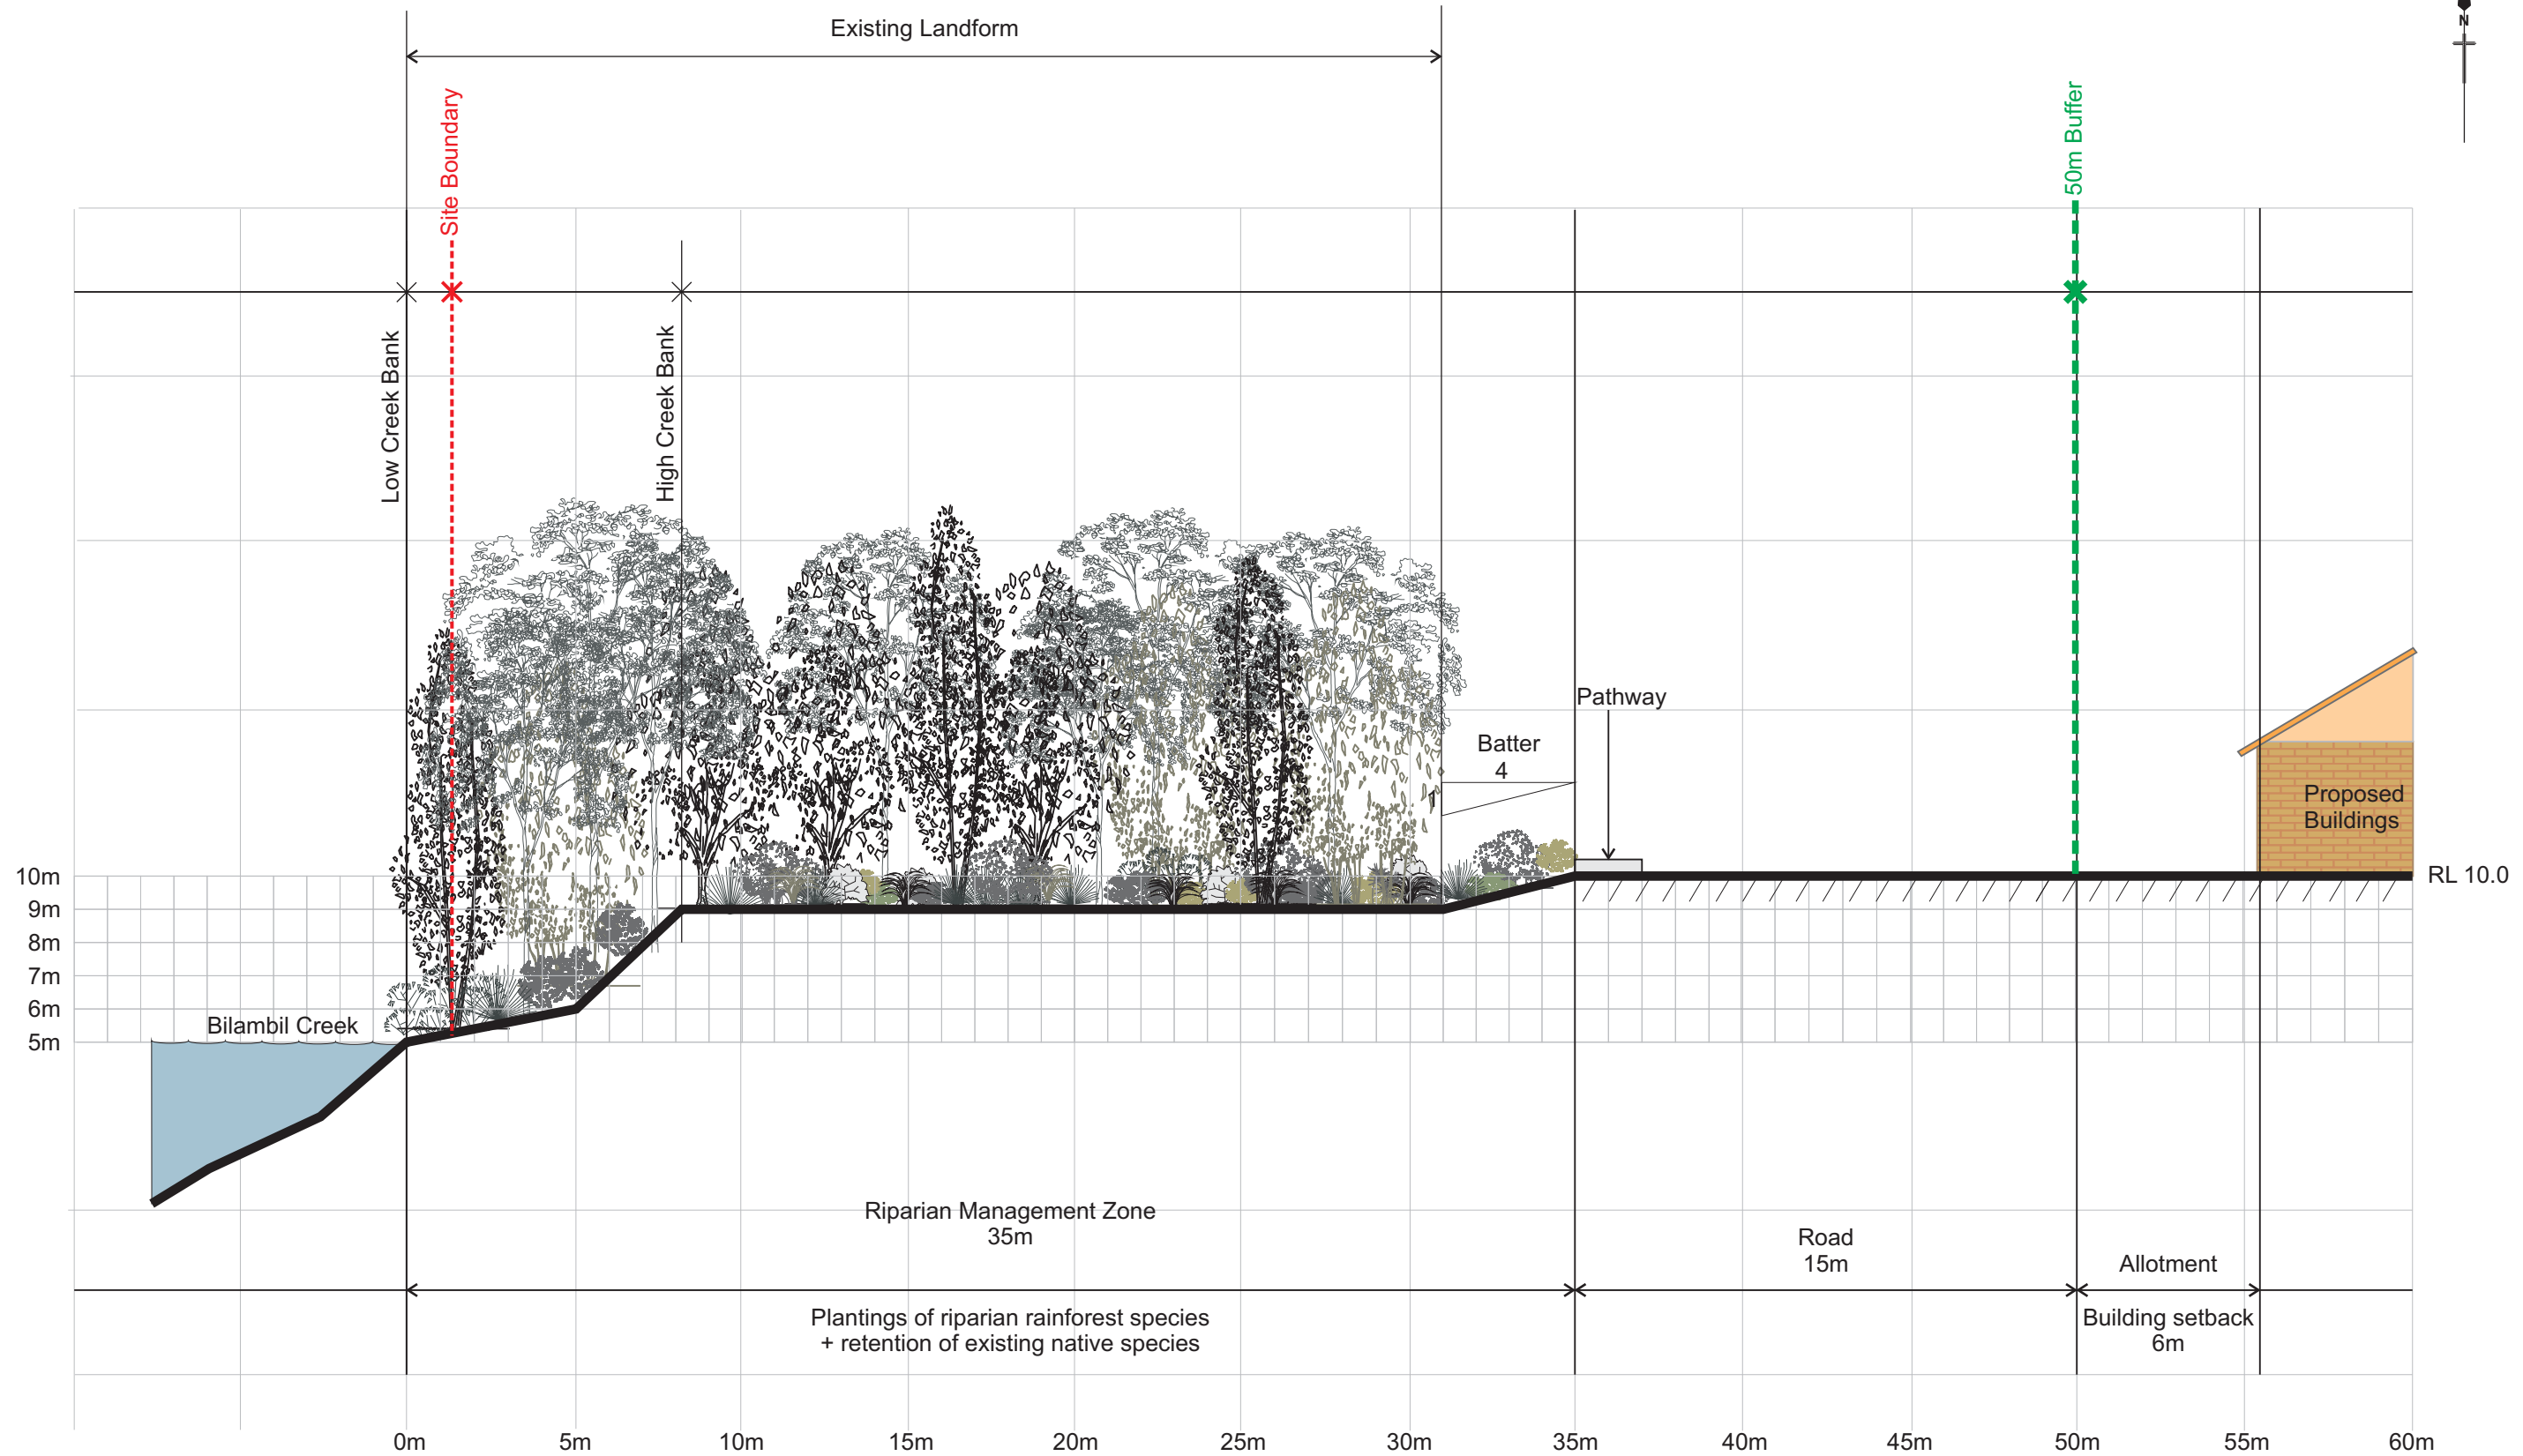 Existing Landform
N
Site Boundary
50m Buffer
Low Creek Bank
High Creek Bank
Pathway
Batter
4
1
Proposed
Buildings
10m
9m
8m
7m
6m
5m
RL 10.0
Bilambil Creek
Riparian Management Zone
35m
Road
15m
Allotment
Plantings of riparian rainforest species
+ retention of existing native species
Building setback
6m
0m
5m
10m
15m
20m
25m
30m
35m
40m
45m
50m
55m
60m